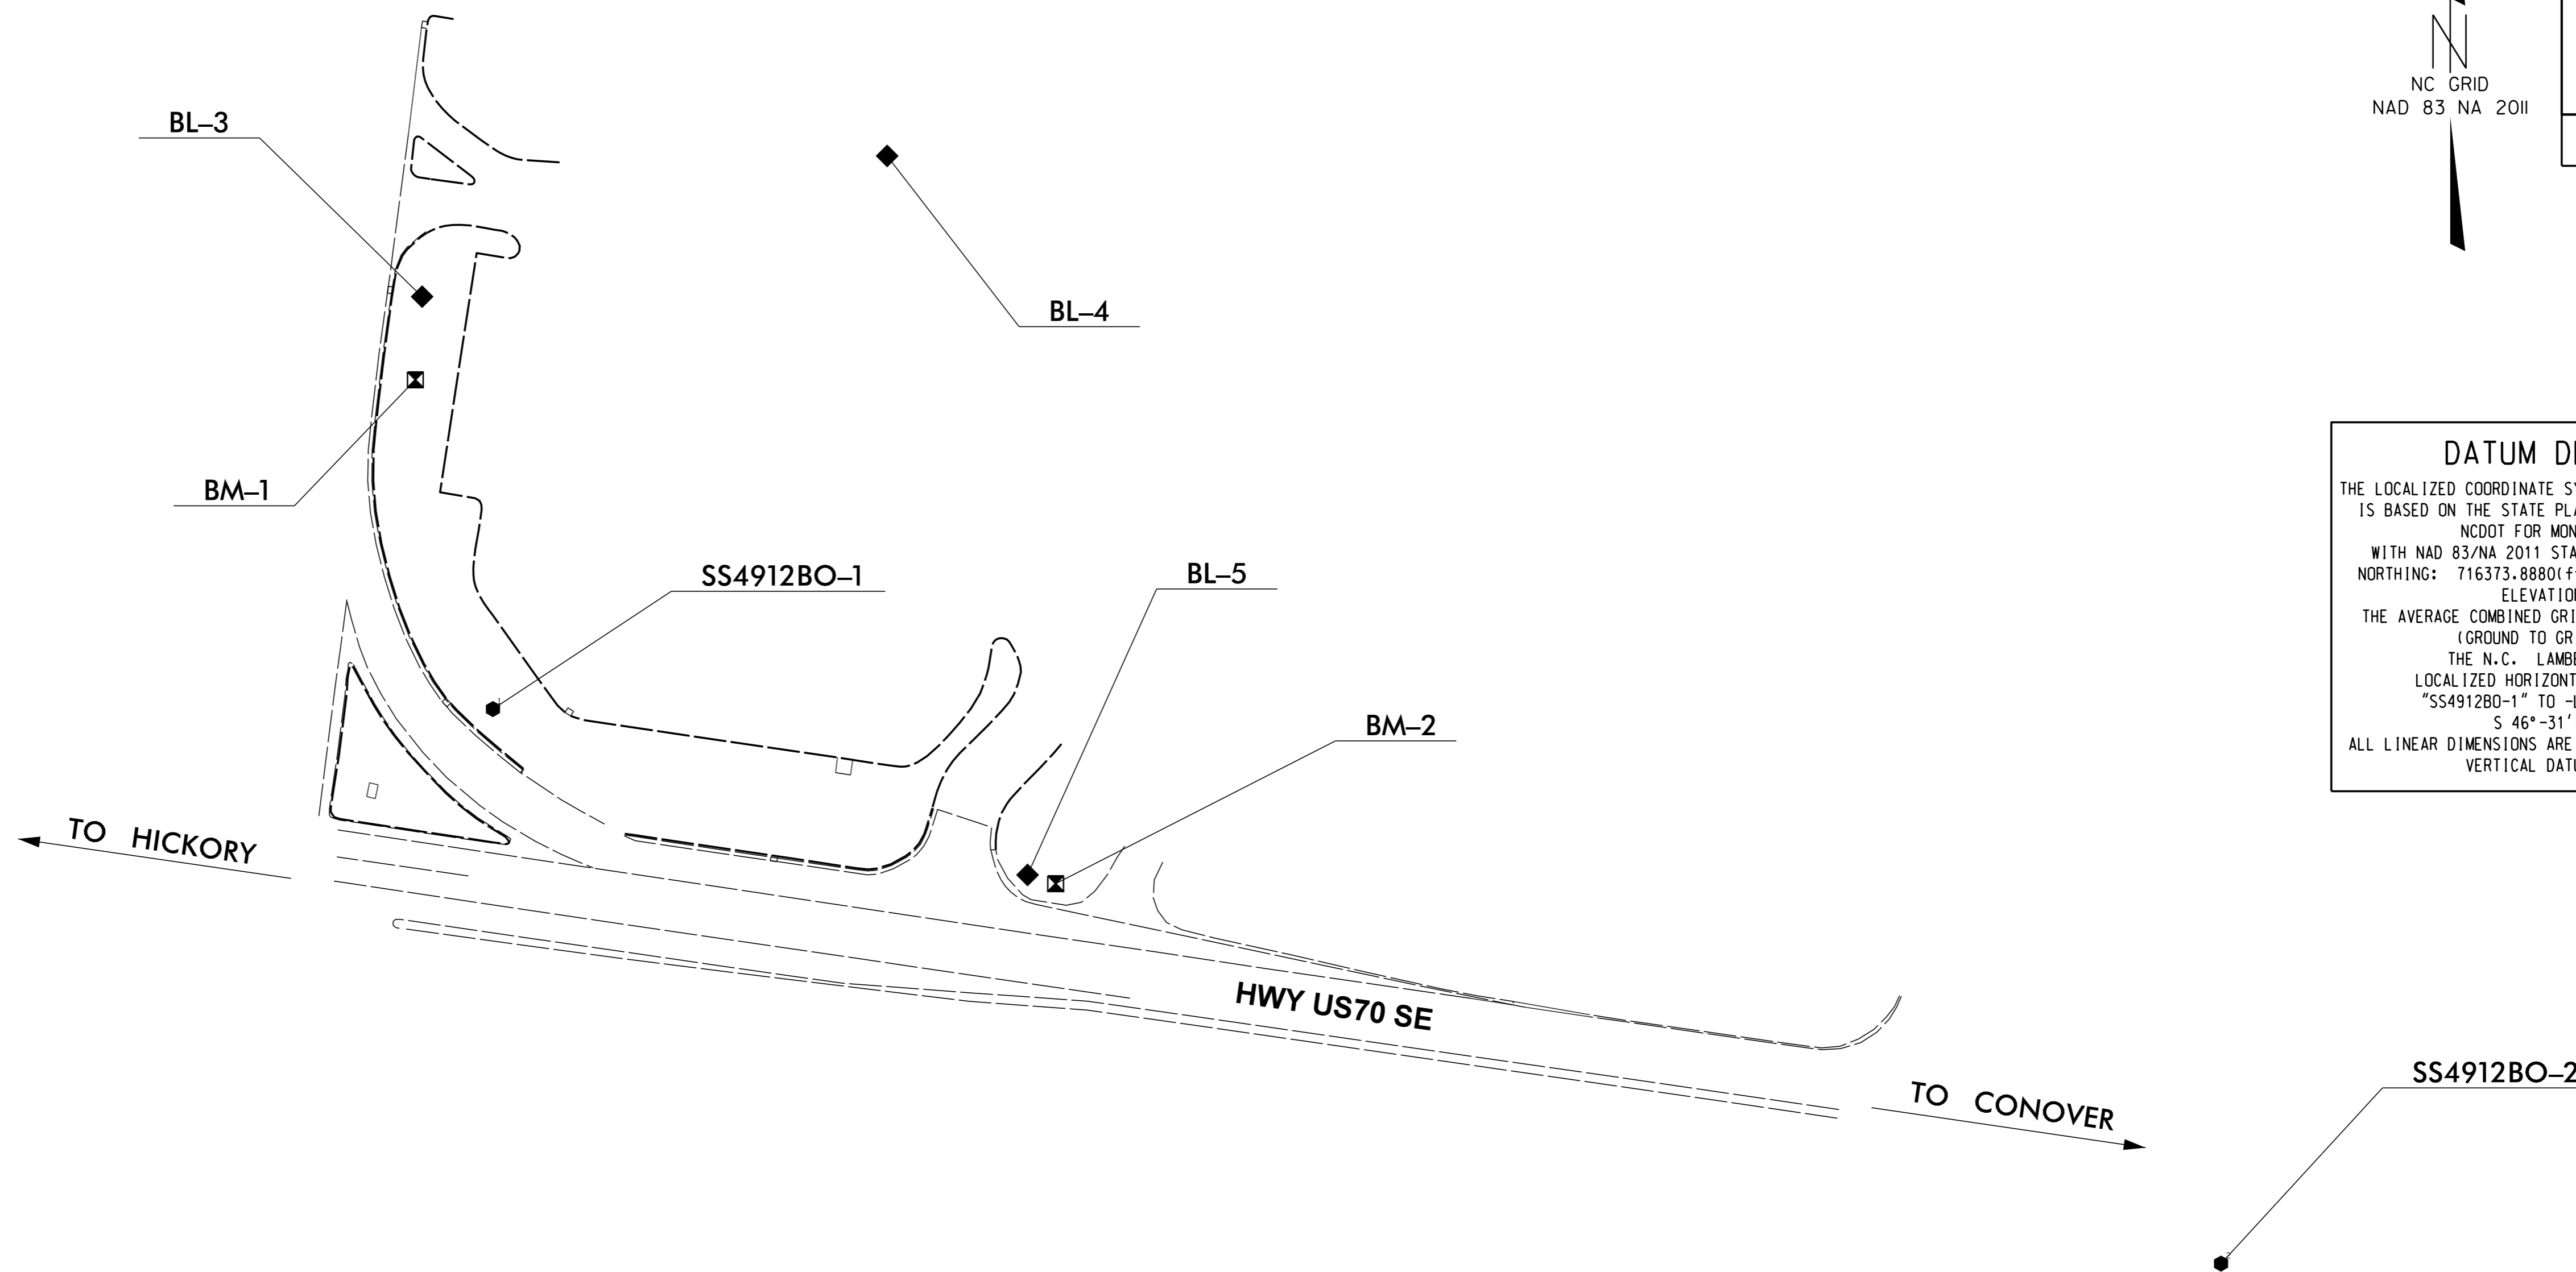 NC GRID
NAD 83 NA 2011
BL–3
BL–4
BM–1
DATUM D
THE LOCALIZED COORDINATE S
IS BASED ON THE STATE PLA
NCDOT FOR MON
WITH NAD 83/NA 2011 STA
NORTHING: 716373.8880(f
ELEVATIO
THE AVERAGE COMBINED GRI
(GROUND TO GR
THE N.C. LAMBE
LOCALIZED HORIZONT
"SS4912BO-1" TO -L
S 46°-31'
ALL LINEAR DIMENSIONS ARE
VERTICAL DATU
SS4912BO–1
BL–5
BM–2
TO HICKORY
HWY US70 SE
TO CONOVER
SS4912BO–2